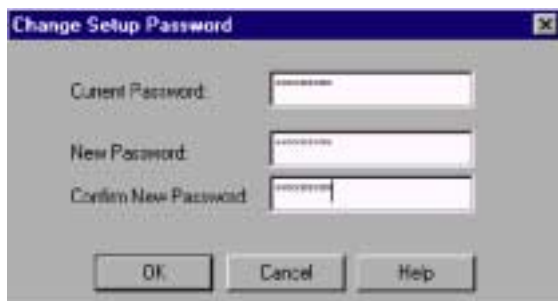 Change Setup Password
Current Password:
New Password:
Confirm New Password:
OK
Cancel
Help